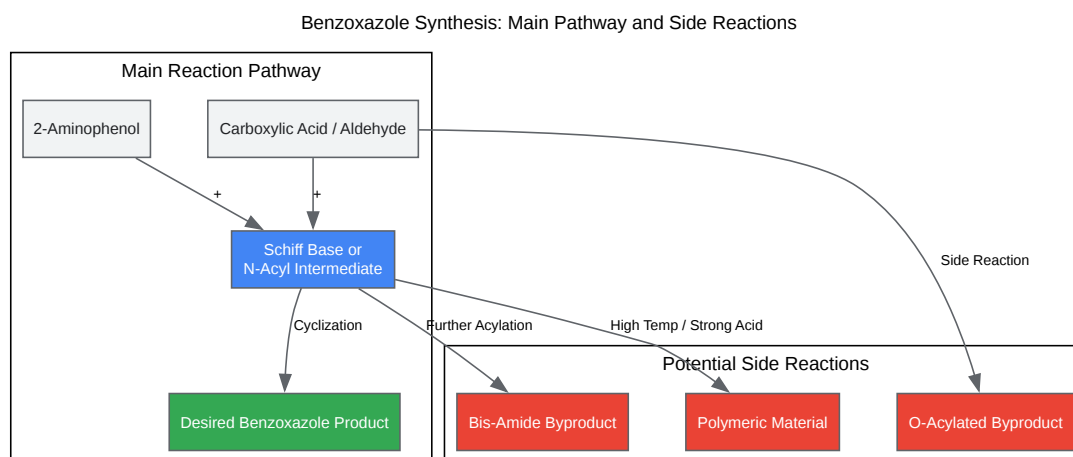 Benzoxazole Synthesis: Main Pathway and Side Reactions
Main Reaction Pathway
2-Aminophenol
Carboxylic Acid / Aldehyde
+
+
Schiff Base or
N-Acyl Intermediate
Side Reaction
Cyclization
Further Acylation
High Temp / Strong Acid
Potential Side Reactions
Desired Benzoxazole Product
Bis-Amide Byproduct
Polymeric Material
O-Acylated Byproduct